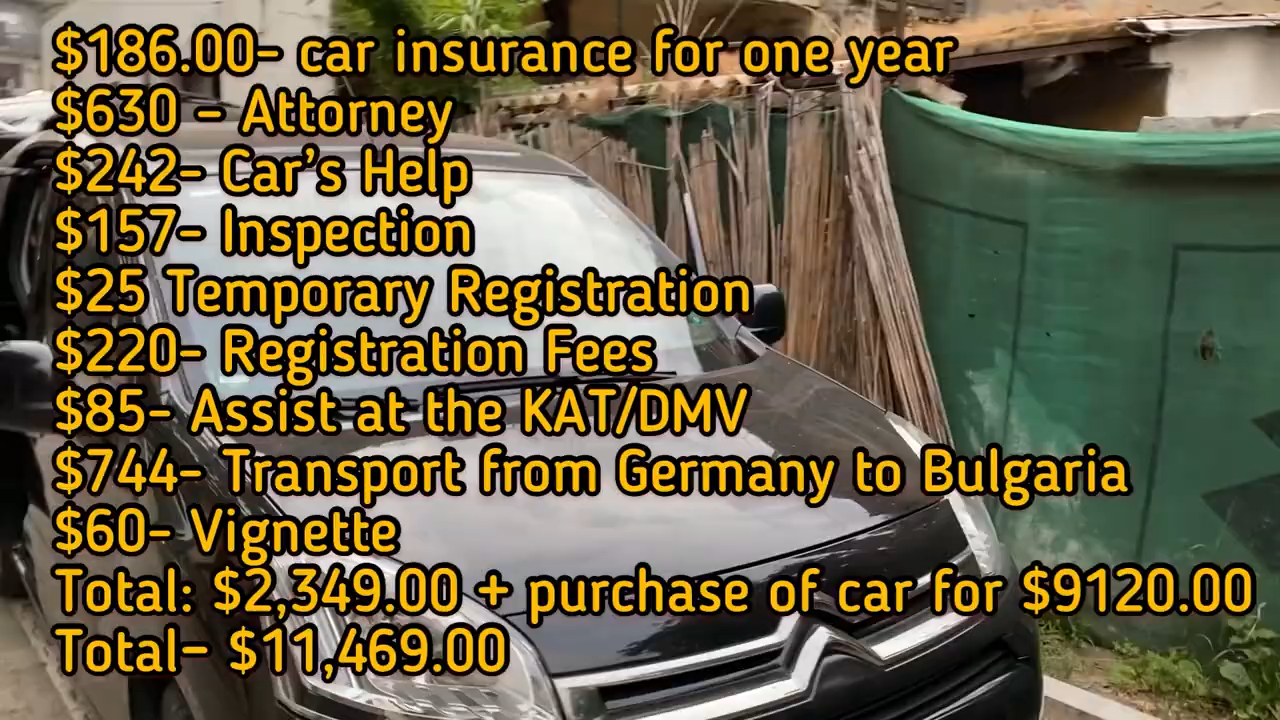 $186.00- car insurance for one year
$630 - Attorney
$242- Car's Help
$157- Inspection
$25 Temporary Registration
$220- Registration Fees
$85- Assist at the KAT/DMV
$744- Transport from Germany to Bulgaria
$60- Vignette
Total: $2,349.00 + purchase of car for $9120.00
Total- $11,469.00